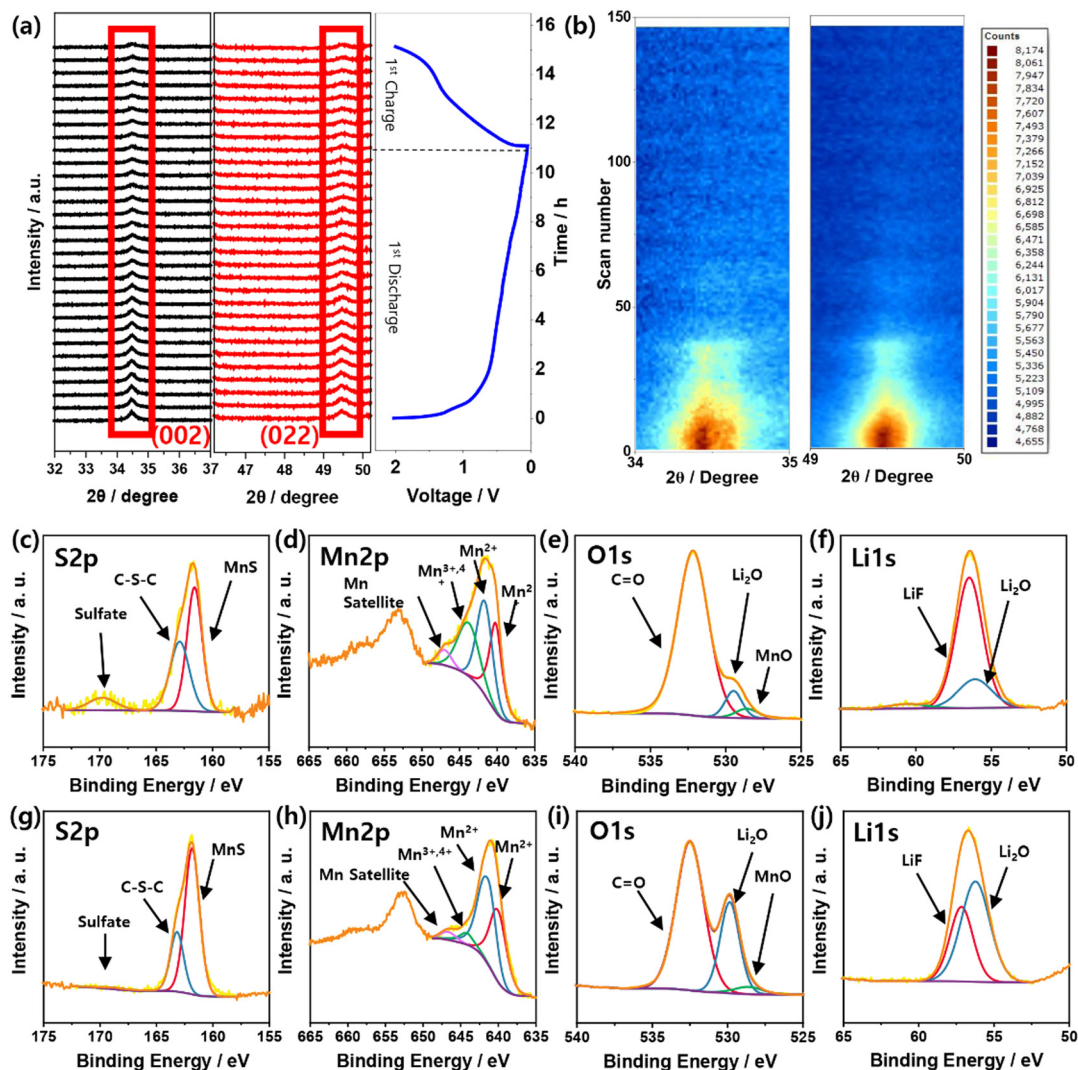 (a)
Intensity / a.u.
(002)
(022)
32 33 34 35 36 37
47 48 49 50
2θ / degree
2θ / degree
1st Charge
1st Discharge
2 1 0
Voltage / V
16
14
12
10
8
6
4
2
0
Time / h
(b)
Scan number
150
100
50
0
34 35
2θ / Degree
49 50
2θ / Degree
Counts
8,174
8,061
7,947
7,834
7,720
7,607
7,493
7,379
7,266
7,152
7,039
6,925
6,812
6,698
6,585
6,471
6,358
6,244
6,131
6,017
5,904
5,790
5,677
5,563
5,450
5,336
5,223
5,109
4,995
4,882
4,768
4,655
(c)
S2p
C-S-C
MnS
Sulfate
Intensity / a. u.
175 170 165 160 155
Binding Energy / eV
(d)
Mn2p
Mn2+
Mn3+,4
+
Mn2
+
Mn
Satellite
Intensity / a. u.
650 645 640 635
Binding Energy / eV
(e)
O1s
C=O
Li2O
MnO
Intensity / a. u.
540 535 530 525
Binding Energy / eV
(f)
Li1s
LiF
Li2O
Intensity / a. u.
65 60 55 50
Binding Energy / eV
(g)
S2p
MnS
C-S-C
Sulfate
Intensity / a. u.
175 170 165 160 155
Binding Energy / eV
(h)
Mn2p
Mn2+
Mn3+,4+
Mn2+
Mn Satellite
Intensity / a. u.
650 645 640 635
Binding Energy / eV
(i)
O1s
Li2O
C=O
MnO
Intensity / a. u.
540 535 530 525
Binding Energy / eV
(j)
Li1s
LiF
Li2O
Intensity / a. u.
65 60 55 50
Binding Energy / eV